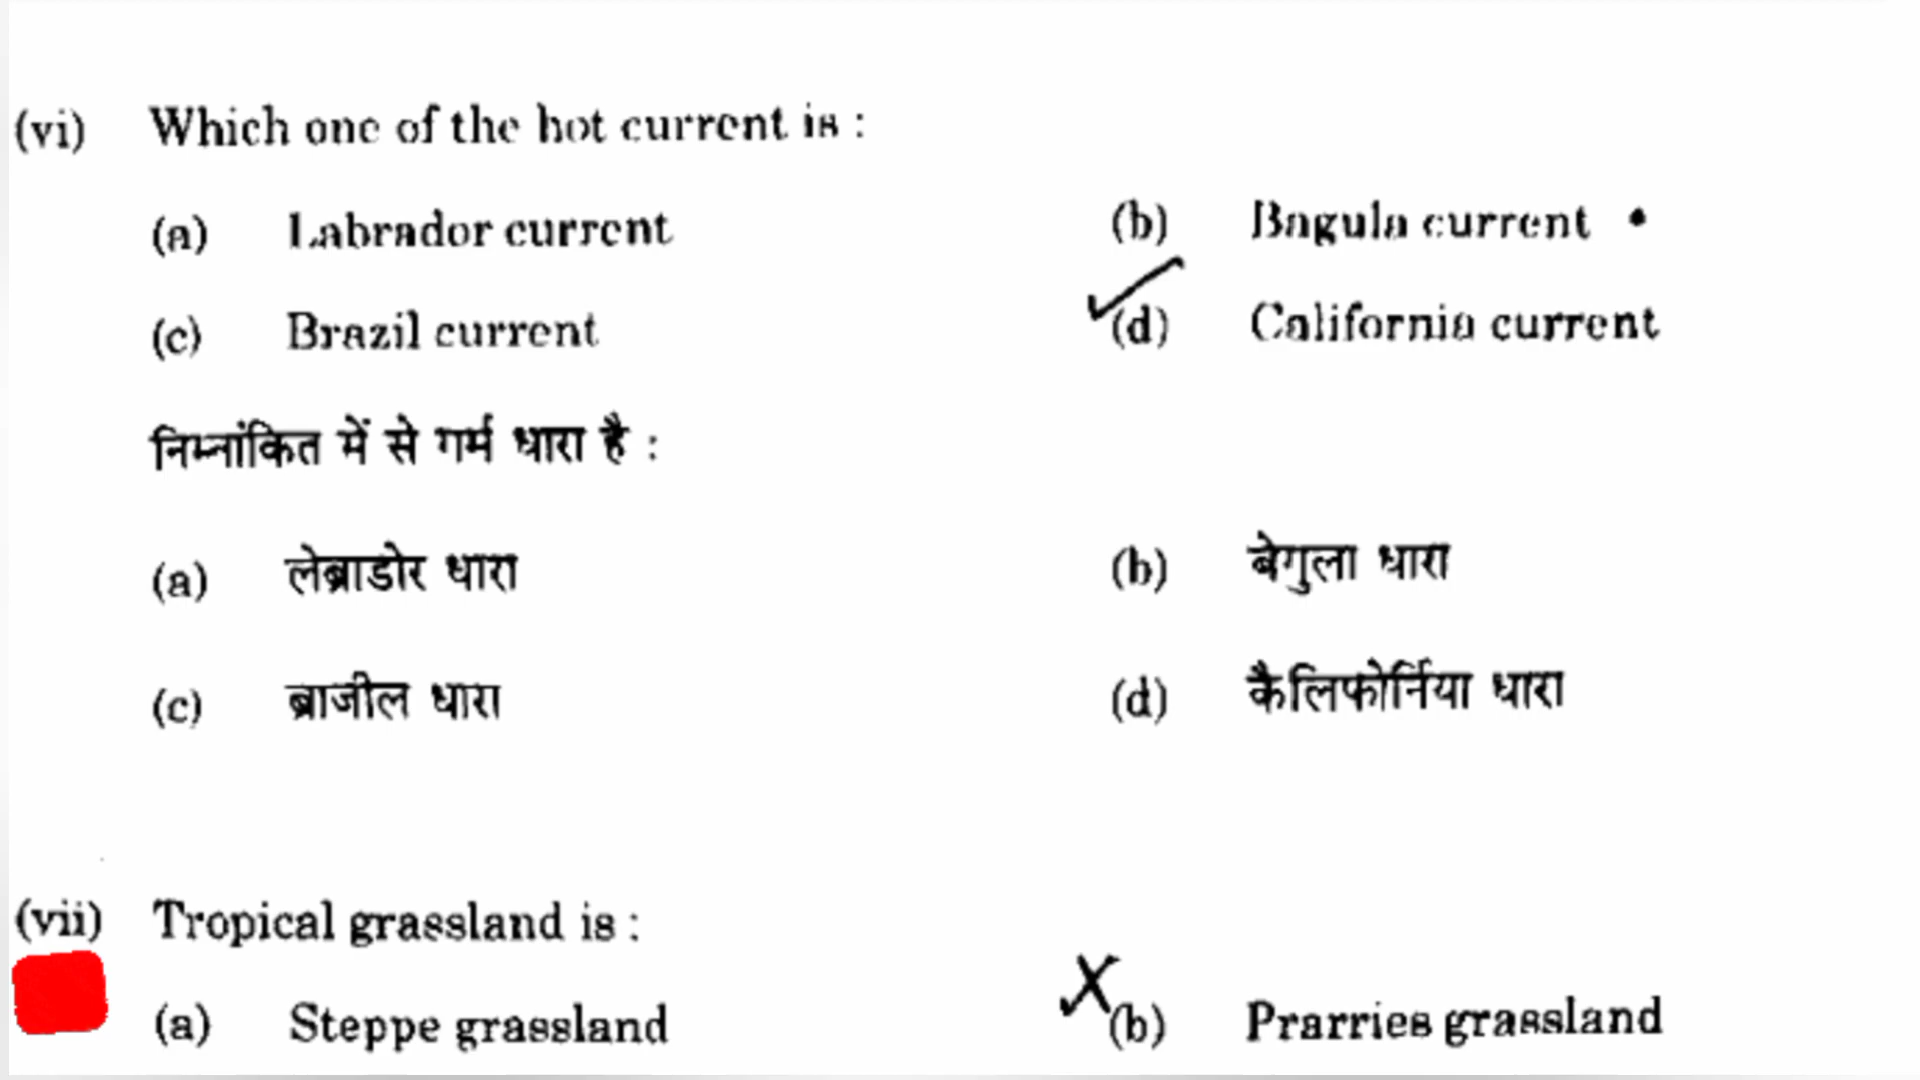 (vi) Which one of the hot current is :
(a) Labrador current (b) Bagula current •
(c) Brazil current (d) California current
निम्नांकित में से गर्म धारा है :
(a) लेब्राडोर धारा (b) बेगुला धारा
(c) ब्राजील धारा (d) कैलिफोर्निया धारा
(vii) Tropical grassland is :
(a) Steppe grassland (b) Prarries grassland